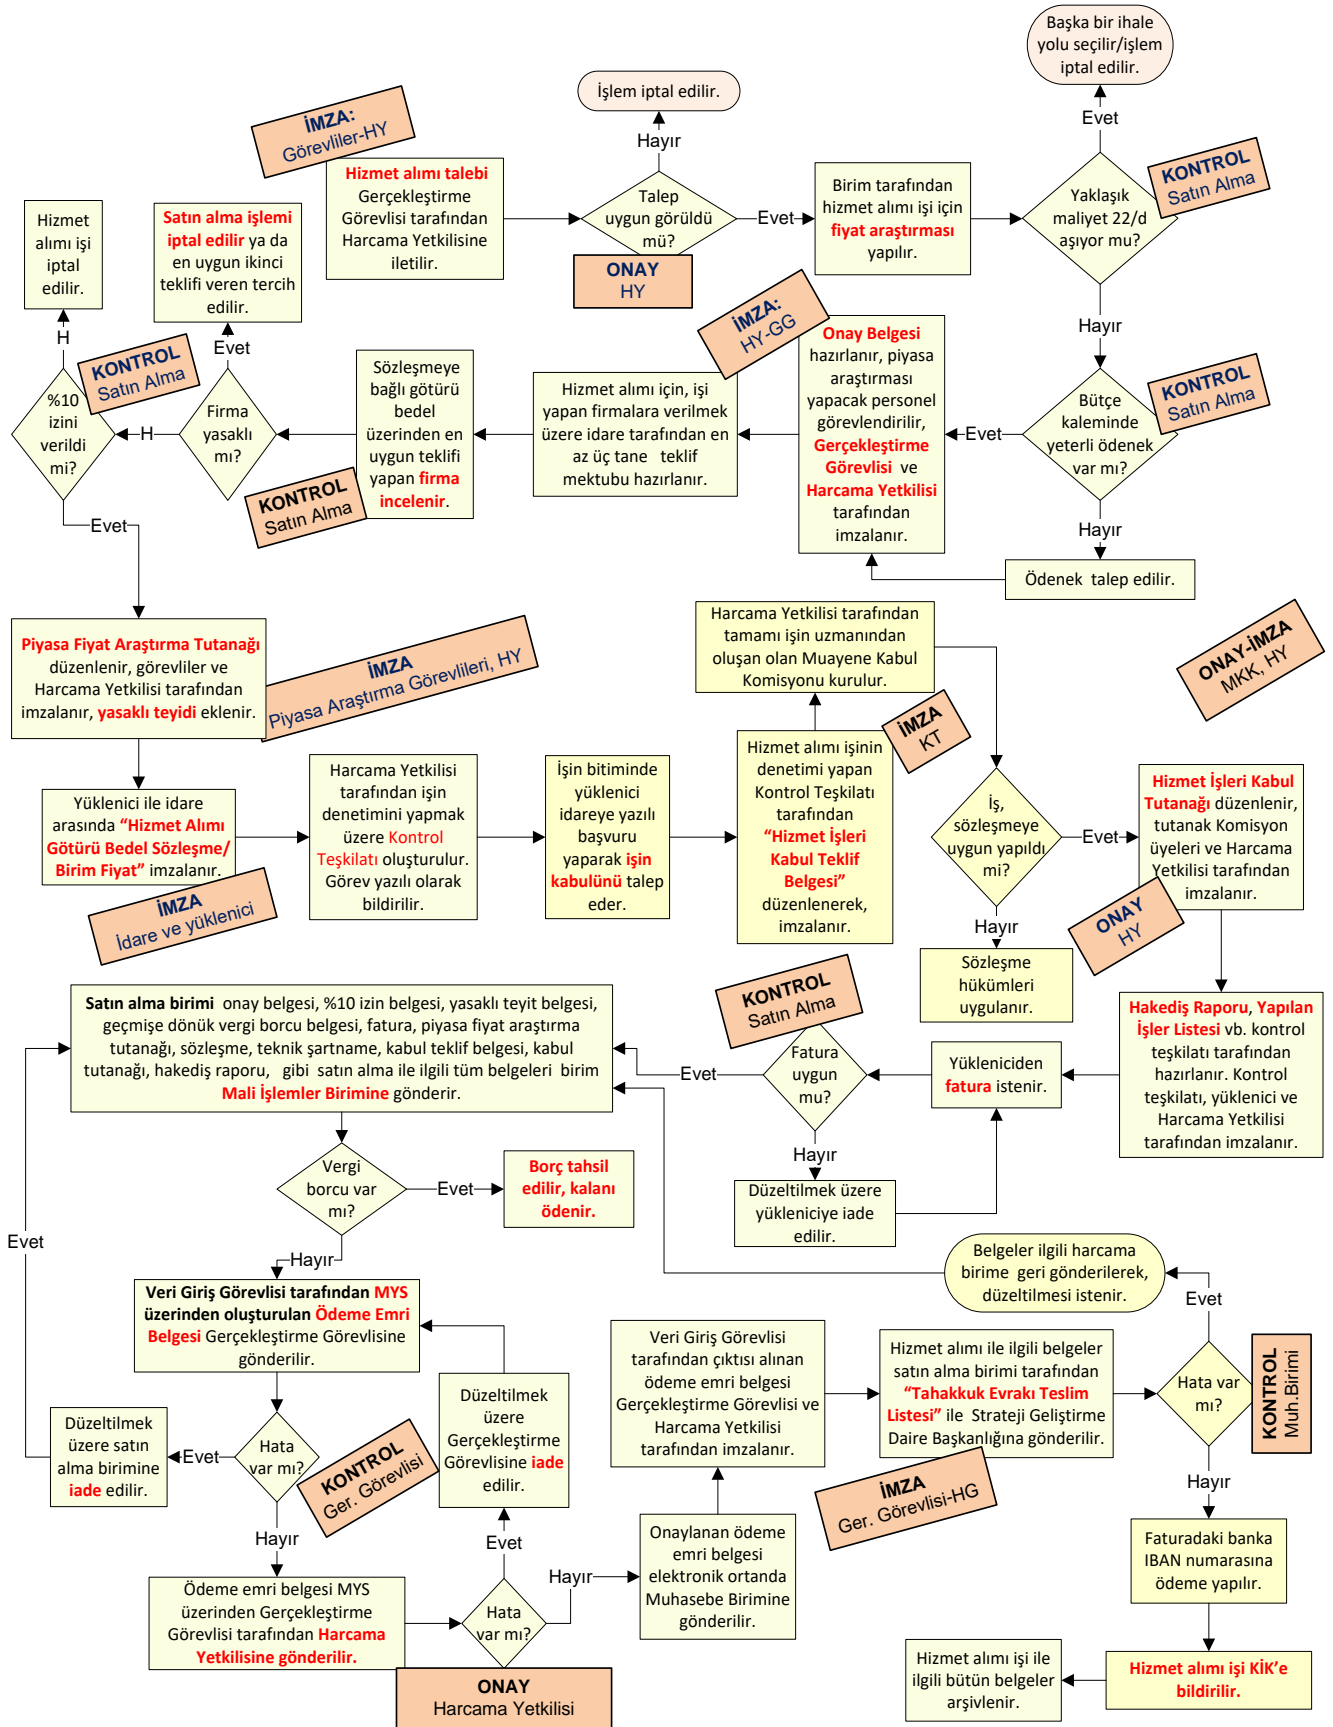 Başka bir ihale
yolu seçilir/işlem
iptal edilir.
İşlem iptal edilir.
Evet
Hayır
İMZA:
Görevliler-HY
Hizmet alımı talebi
Gerçekleştirme
Görevlisi tarafından
Harcama Yetkilisine
iletilir.
Talep
uygun görüldü
mü?
Evet
ONAY
HY
Birim tarafından
hizmet alımı işi için
fiyat araştırması
yapılır.
Yaklaşık
maliyet 22/d
aşıyor mu?
KONTROL
Satın Alma
Hayır
Hizmet
alımı işi
iptal
edilir.
Satın alma işlemi
iptal edilir ya da
en uygun ikinci
teklifi veren tercih
edilir.
H
Evet
KONTROL
Satın Alma
%10
izini
verildi
mi?
H
Firma
yasaklı
mı?
KONTROL
Satın Alma
Sözleşmeye
bağlı götürü
bedel
üzerinden en
uygun teklifi
yapan firma
incelenir.
Hizmet alımı için, işi
yapan firmalara verilmek
üzere idare tarafından en
az üç tane teklif
mektubu hazırlanır.
İMZA:
HY-GG
Onay Belgesi
hazırlanır, piyasa
araştırması
yapacak personel
görevlendirilir,
Gerçekleştirme
Görevlisi ve
Harcama Yetkilisi
tarafından
imzalanır.
Evet
Bütçe
kaleminde
yeterli ödenek
var mı?
KONTROL
Satın Alma
Hayır
Ödenek talep edilir.
Evet
Piyasa Fiyat Araştırma Tutanağı
düzenlenir, görevliler ve
Harcama Yetkilisi tarafından
imzalanır, yasaklı teyidi eklenir.
İMZA
Piyasa Araştırma Görevlileri, HY
Harcama Yetkilisi tarafından
tamamı işin uzmanından
oluşan olan Muayene Kabul
Komisyonu kurulur.
ONAY-İMZA
MKK, HY
Yüklenici ile idare
arasında “Hizmet Alımı
Götürü Bedel Sözleşme/
Birim Fiyat” imzalanır.
İMZA
İdare ve yüklenici
Harcama Yetkilisi
tarafından işin
denetimini yapmak
üzere Kontrol
Teşkilatı oluşturulur.
Görev yazılı olarak
bildirilir.
İşin bitiminde
yüklenici
idareye yazılı
başvuru
yaparak işin
kabulünü talep
eder.
Hizmet alımı işinin
denetimi yapan
Kontrol Teşkilatı
tarafından
“Hizmet İşleri
Kabul Teklif
Belgesi”
düzenlenerek,
imzalanır.
İMZA
KT
İş,
sözleşmeye
uygun yapıldı
mi?
Evet
Hizmet İşleri Kabul
Tutanağı düzenlenir,
tutanak Komisyon
üyeleri ve Harcama
Yetkilisi tarafından
imzalanır.
ONAY
HY
Hayır
Sözleşme
hükümleri
uygulanır.
Hakediş Raporu, Yapılan
İşler Listesi vb. kontrol
teşkilatı tarafından
hazırlanır. Kontrol
teşkilatı, yüklenici ve
Harcama Yetkilisi
tarafından imzalanır.
Yükleniciden
fatura istenir.
KONTROL
Satın Alma
Fatura
uygun
mu?
Evet
Hayır
Düzeltilmek üzere
yükleniciye iade
edilir.
Satın alma birimi onay belgesi, %10 izin belgesi, yasaklı teyit belgesi,
geçmişe dönük vergi borcu belgesi, fatura, piyasa fiyat araştırma
tutanağı, sözleşme, teknik şartname, kabul teklif belgesi, kabul
tutanağı, hakediş raporu, gibi satın alma ile ilgili tüm belgeleri birim
Mali İşlemler Birimine gönderir.
Vergi
borcu var
mı?
Evet
Borç tahsil
edilir, kalanı
ödenir.
Hayır
Evet
Veri Giriş Görevlisi tarafından MYS
üzerinden oluşturulan Ödeme Emri
Belgesi Gerçekleştirme Görevlisine
gönderilir.
Düzeltilmek
üzere satın
alma birimine
iade edilir.
Evet
Hata
var mı?
KONTROL
Ger. Görevlisi
Hayır
Ödeme emri belgesi MYS
üzerinden Gerçekleştirme
Görevlisi tarafından Harcama
Yetkilisine gönderilir.
Düzeltilmek
üzere
Gerçekleştirme
Görevlisine iade
edilir.
Evet
Hata
var mı?
ONAY
Harcama Yetkilisi
Hayır
Onaylanan ödeme
emri belgesi
elektronik ortanda
Muhasebe Birimine
gönderilir.
Veri Giriş Görevlisi
tarafından çıktısı alınan
ödeme emri belgesi
Gerçekleştirme Görevlisi ve
Harcama Yetkilisi
tarafından imzalanır.
Hizmet alımı ile ilgili belgeler
satın alma birimi tarafından
“Tahakkuk Evrakı Teslim
Listesi” ile Strateji Geliştirme
Daire Başkanlığına gönderilir.
İMZA
Ger. Görevlisi-HG
Belgeler ilgili harcama
birime geri gönderilerek,
düzeltilmesi istenir.
Evet
Hata var
mı?
KONTROL
Muh.Birimi
Hayır
Faturadaki banka
IBAN numarasına
ödeme yapılır.
Hizmet alımı işi KİK’e
bildirilir.
Hizmet alımı işi ile
ilgili bütün belgeler
arşivlenir.